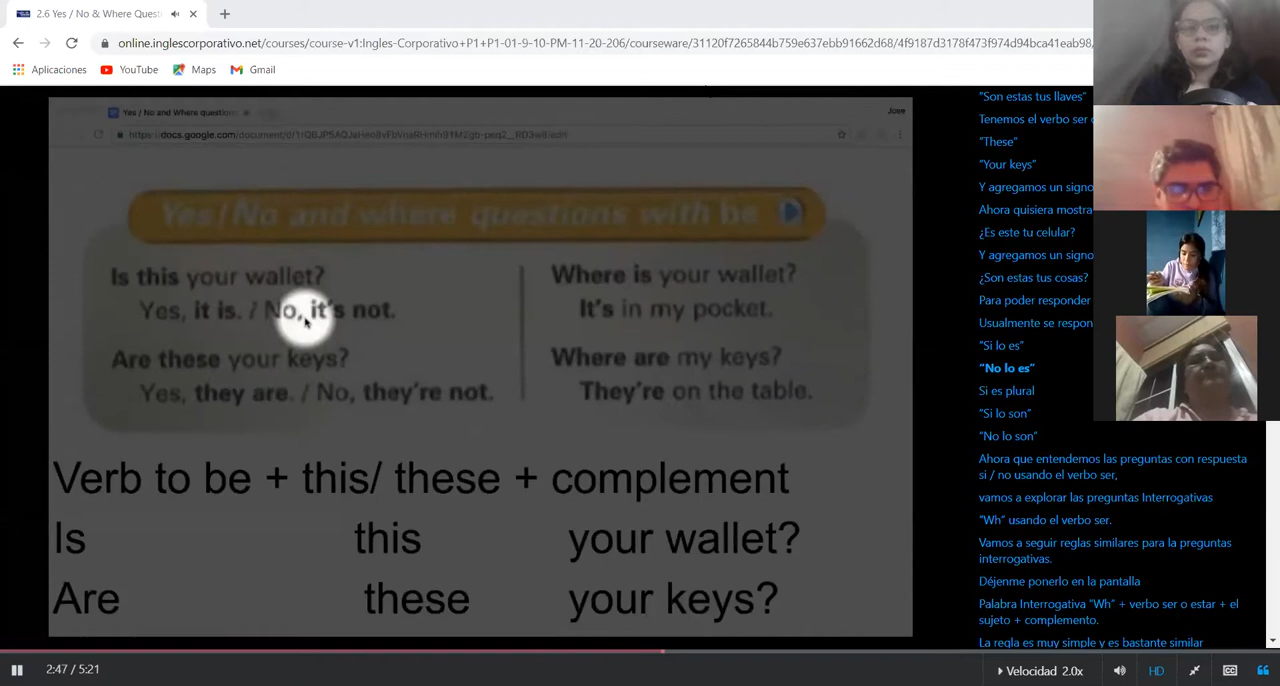 2.6 Yes / No & Where Quest
online.inglescorporativo.net/courses/course-v1:Ingles-Corporativo+P1+P1-01-9-10-PM-11-20-206/courseware/31120f7265844b759e637ebb91662d68/4f9187d3178f473f974d94bca41eab98/
Aplicaciones YouTube Maps Gmail
Yes / No and Where questions
Jose
Yes/No and where questions with be
Is this your wallet?
Yes, it is. / No, it's not.
Are these your keys?
Yes, they are. / No, they're not.
Where is your wallet?
It's in my pocket.
Where are my keys?
They're on the table.
Verb to be + this/ these + complement
Is this your wallet?
Are these your keys?
"Son estas tus llaves"
Tenemos el verbo ser
"These"
"Your keys"
Y agregamos un signo
Ahora quisiera mostra
¿Es este tu celular?
Y agregamos un signo
¿Son estas tus cosas?
Para poder responder
Usualmente se respon
"Si lo es"
"No lo es"
Si es plural
"Si lo son"
"No lo son"
Ahora que entendemos las preguntas con respuesta
si / no usando el verbo ser,
vamos a explorar las preguntas Interrogativas
"Wh" usando el verbo ser.
Vamos a seguir reglas similares para la preguntas
interrogativas.
Déjenme ponerlo en la pantalla
Palabra Interrogativa "Wh" + verbo ser o estar + el
sujeto + complemento.
La regla es muy simple y es bastante similar
2:47 / 5:21
Velocidad 2.0x
HD
CC